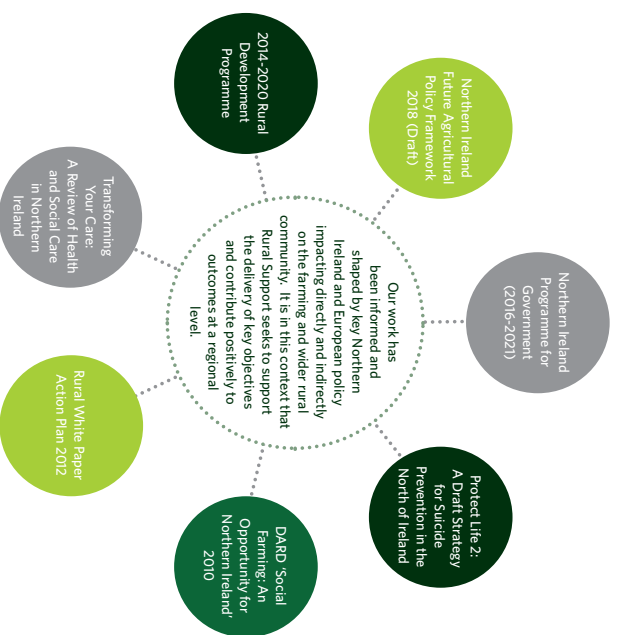 Northern Ireland
Programme for
Government
(2016-2021)
Protect Life 2:
A Draft Strategy
for Suicide
Prevention in the
North of Ireland
DARD ‘Social
Farming: An
Opportunity for
Northern Ireland’
2010
Rural White Paper
Action Plan 2012
Transforming
Your Care:
A Review of Health
and Social Care
in Northern
Ireland
2014-2020 Rural
Development
Programme
Northern Ireland
Future Agricultural
Policy Framework
2018 (Draft)
Our work has
been informed and
shaped by key Northern
Ireland and European policy
impacting directly and indirectly
on the farming and wider rural
community. It is in this context that
Rural Support seeks to support
the delivery of key objectives
and contribute positively to
outcomes at a regional
level.